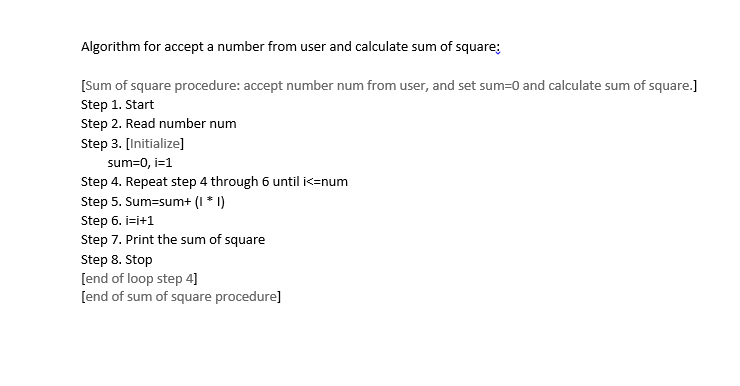 Algorithm for accept a number from user and calculate sum of square:
[Sum of square procedure: accept number num from user, and set sum=0 and calculate sum of square.]
Step 1. Start
Step 2. Read number num
Step 3. [Initialize]
sum=0, i=1
Step 4. Repeat step 4 through 6 until i<=num
Step 5. Sum=sum+ (I * I)
Step 6. i=i+1
Step 7. Print the sum of square
Step 8. Stop
[end of loop step 4]
[end of sum of square procedure]